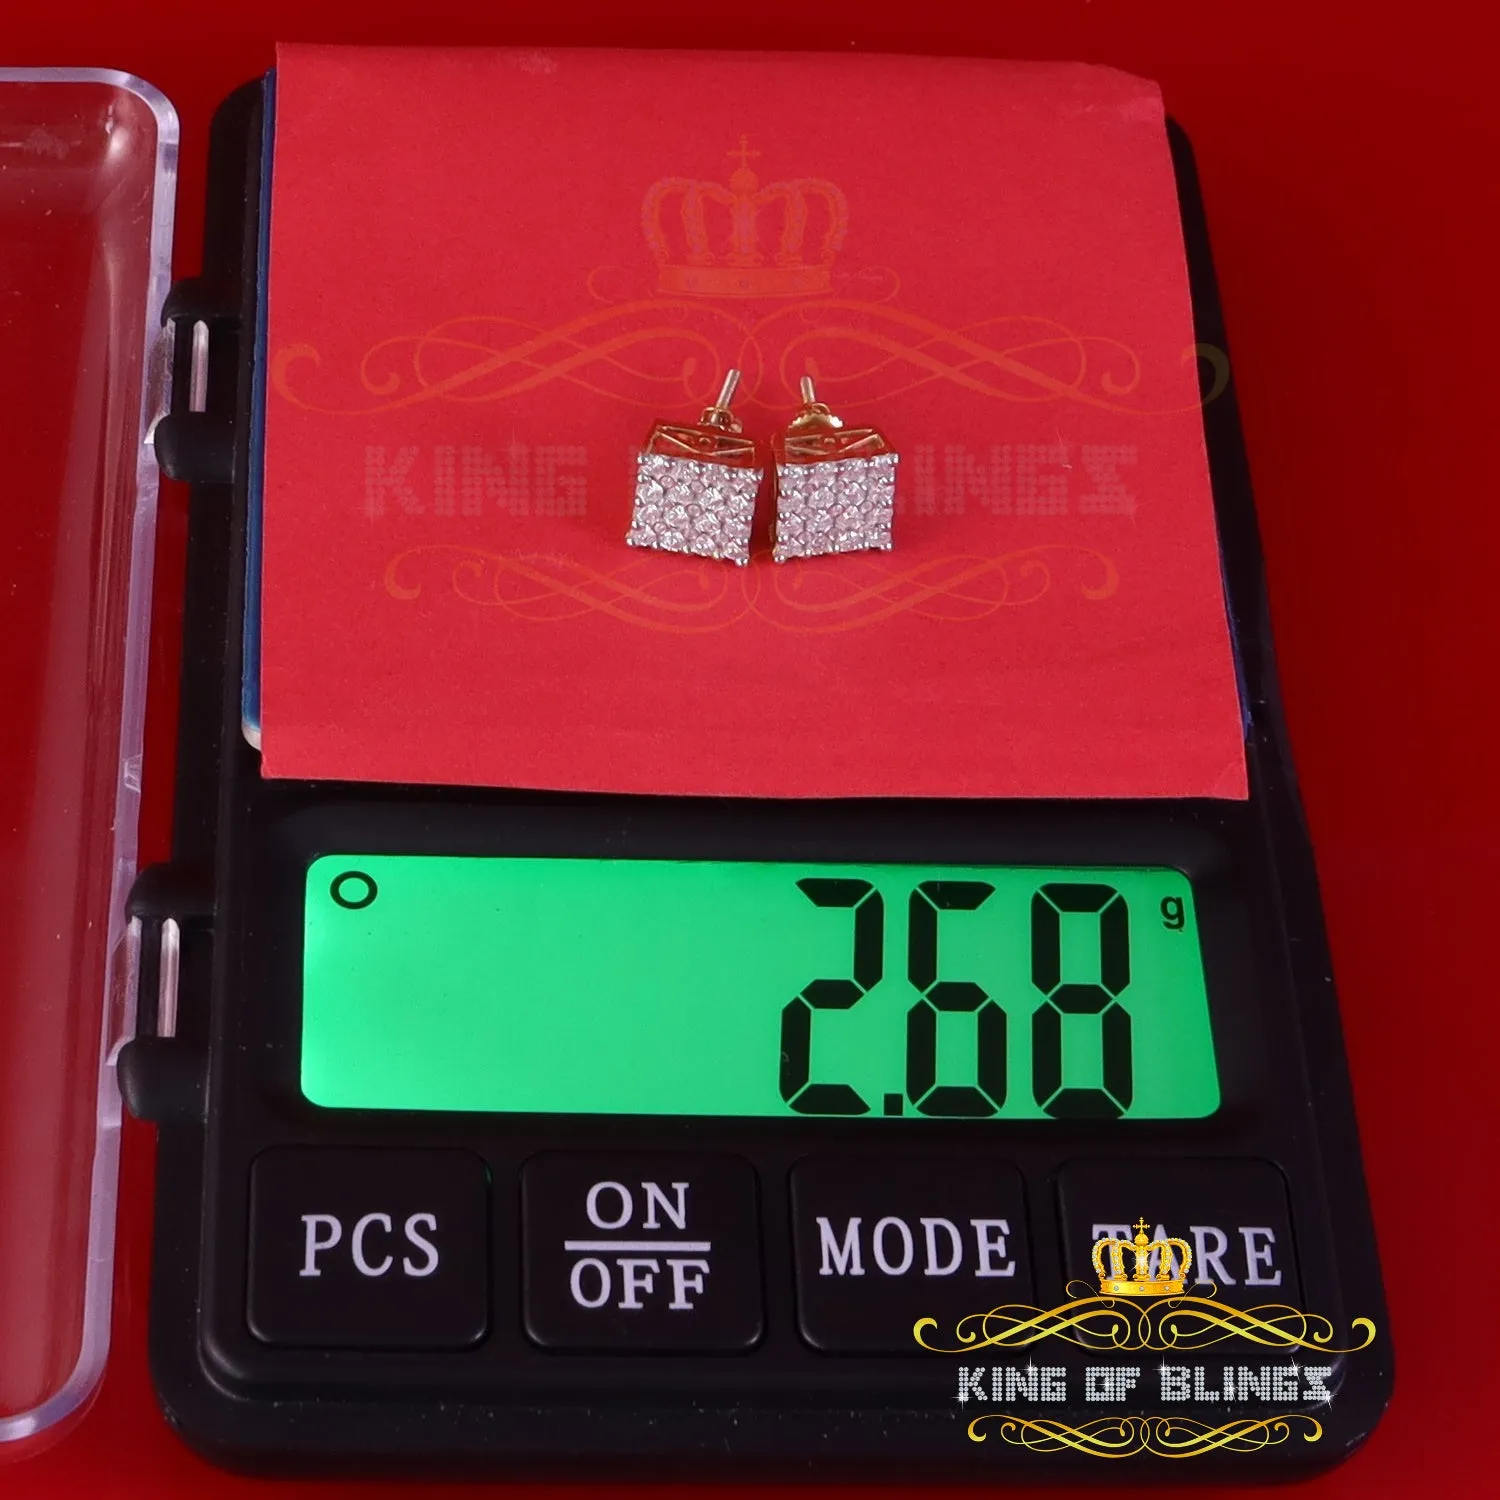 KING OF BLINGS
2.68 g
PCS
ON
OFF
MODE
TARE
KING OF BLINGS